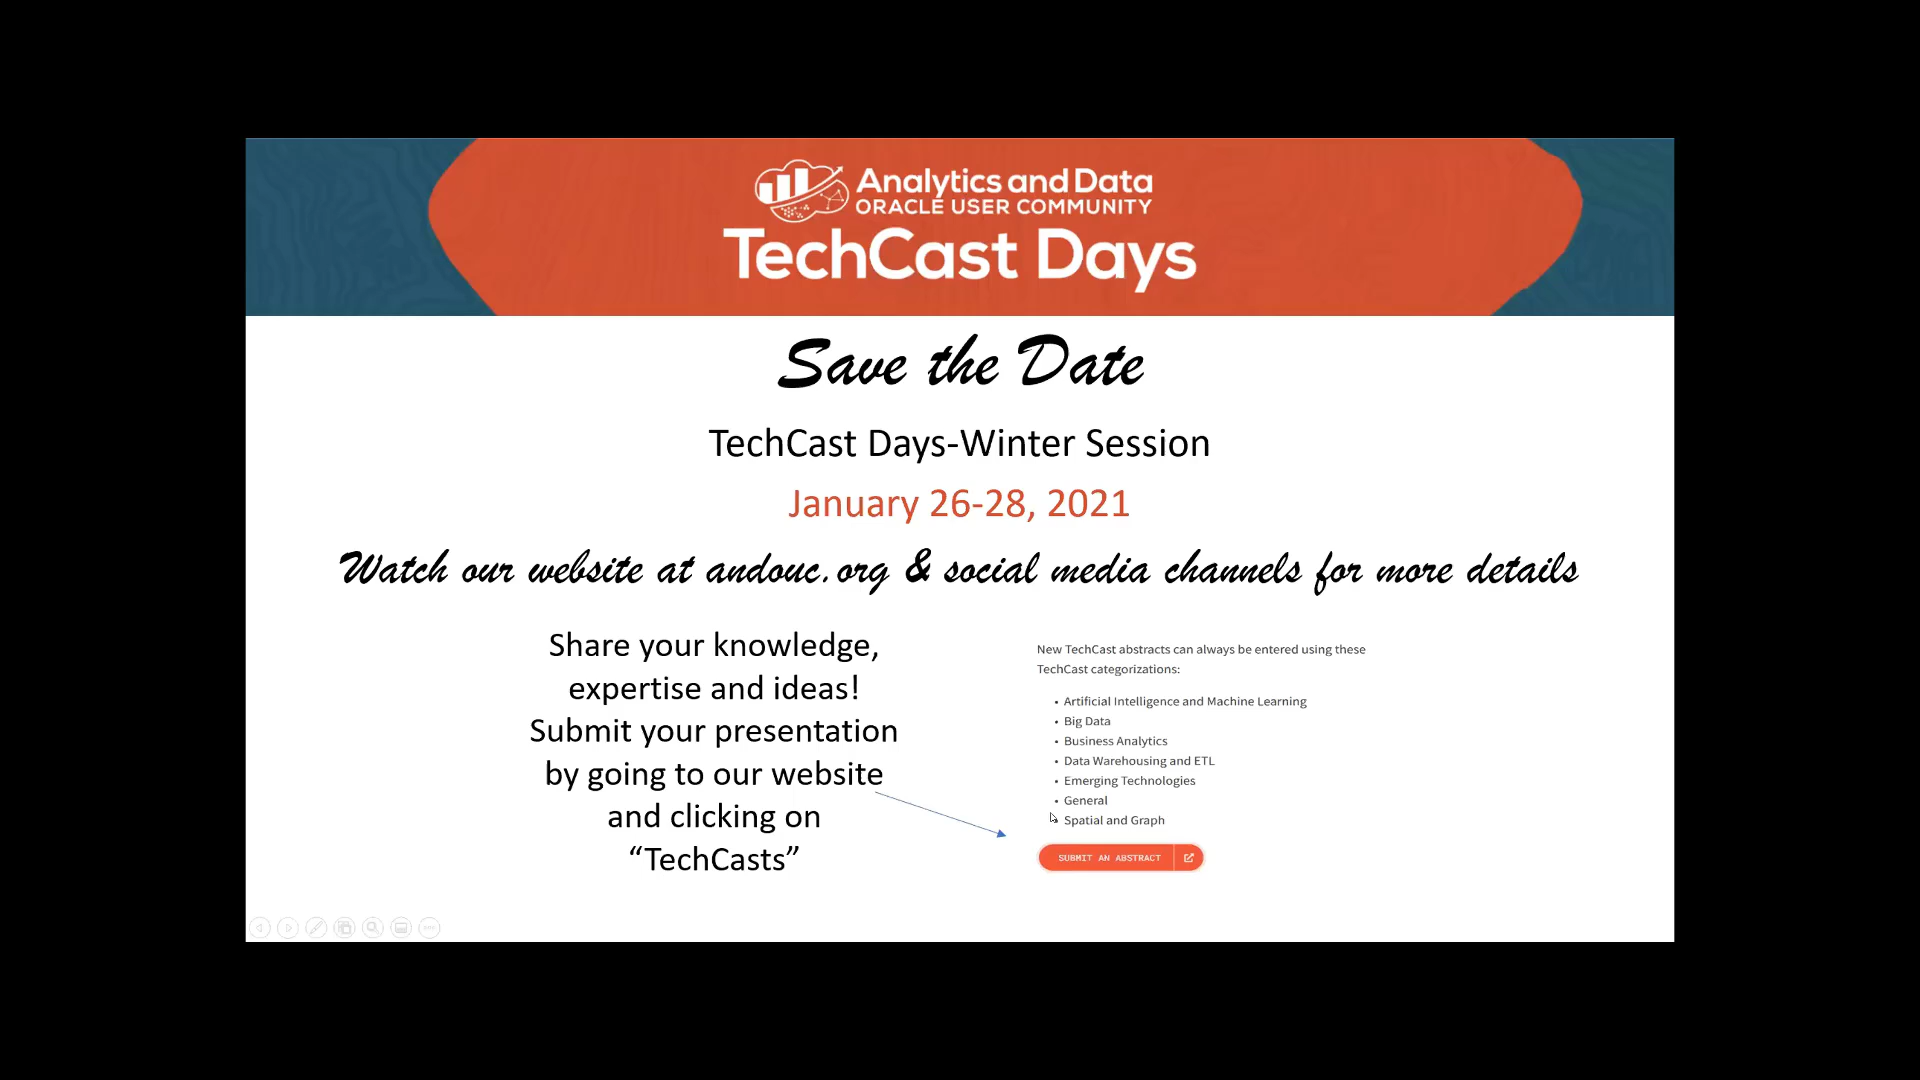 Analytics and Data
ORACLE USER COMMUNITY
TechCast Days
Save the Date
TechCast Days-Winter Session
January 26-28, 2021
Watch our website at andouc.org & social media channels for more details
Share your knowledge,
expertise and ideas!
Submit your presentation
by going to our website
and clicking on
“TechCasts”
New TechCast abstracts can always be entered using these
TechCast categorizations:
• Artificial Intelligence and Machine Learning
• Big Data
• Business Analytics
• Data Warehousing and ETL
• Emerging Technologies
• General
• Spatial and Graph
SUBMIT AN ABSTRACT